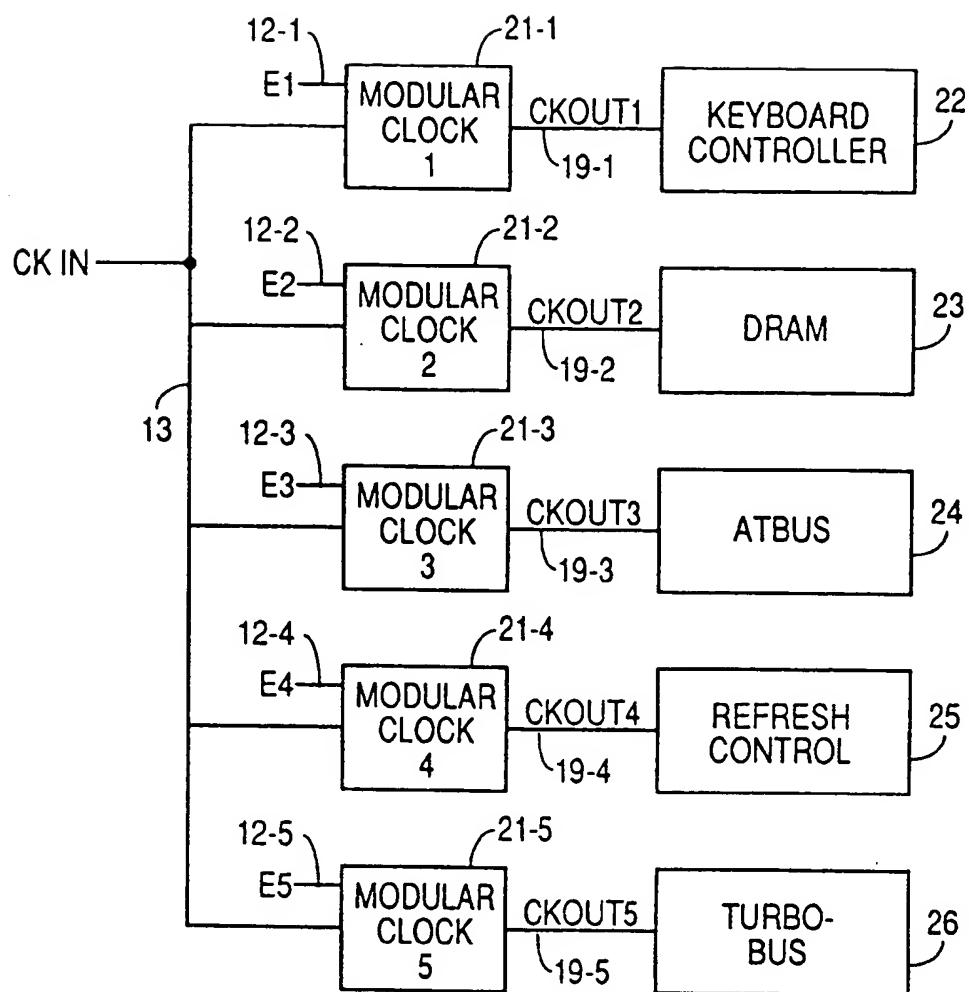 12-1
21-1
E1
MODULAR
CLOCK
1
CKOUT1
19-1
KEYBOARD
CONTROLLER
22
CK IN
12-2
21-2
E2
MODULAR
CLOCK
2
CKOUT2
19-2
DRAM
23
13
12-3
21-3
E3
MODULAR
CLOCK
3
CKOUT3
19-3
ATBUS
24
12-4
21-4
E4
MODULAR
CLOCK
4
CKOUT4
19-4
REFRESH
CONTROL
25
12-5
21-5
E5
MODULAR
CLOCK
5
CKOUT5
19-5
TURBO-
BUS
26